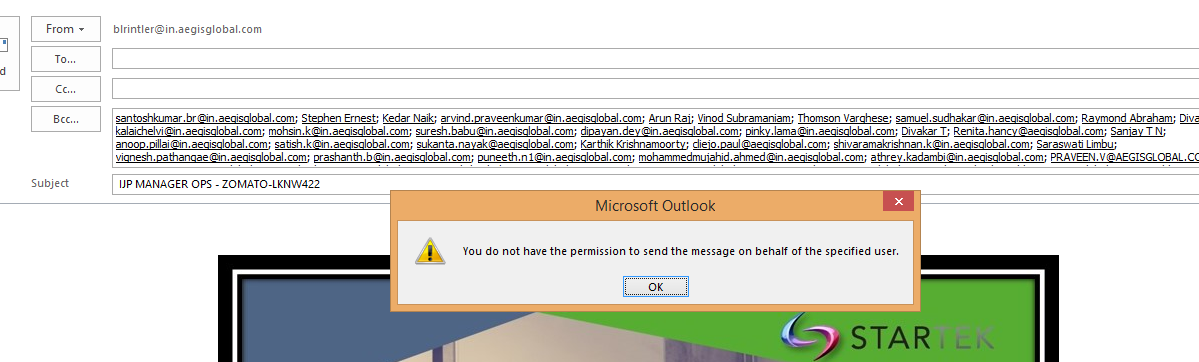 From blrintler@in.aegisglobal.com
d
To...
Cc...
Bcc...
santoshkumar.br@in.aegisglobal.com; Stephen Ernest; Kedar Naik; arvind.praveenkumar@in.aegisglobal.com; Arun Raj; Vinod Subramaniam; Thomson Varghese; samuel.sudhakar@in.aegisglobal.com; Raymond Abraham; Diva
kalaichelvi@in.aegisglobal.com; mohsin.k@in.aegisglobal.com; suresh.babu@in.aegisglobal.com; dipayan.dey@in.aegisglobal.com; pinky.lama@in.aegisglobal.com; Divakar T; Renita.hancy@aegisglobal.com; Sanjay T N;
anoop.pillai@in.aegisglobal.com; satish.k@in.aegisglobal.com; sukanta.nayak@aegisglobal.com; Karthik Krishnamoorty; cliejo.paul@aegisglobal.com; shivaramakrishnan.k@in.aegisglobal.com; Saraswati Limbu;
vignesh.pathangae@in.aegisglobal.com; prashanth.b@in.aegisglobal.com; puneeth.n1@in.aegisglobal.com; mohammedmujahid.ahmed@in.aegisglobal.com; athrey.kadambi@in.aegisglobal.com; PRAVEEN.V@AEGISGLOBAL.CO
Subject IJP MANAGER OPS - ZOMATO-LKNW422
Microsoft Outlook
You do not have the permission to send the message on behalf of the specified user.
OK
STARTEK